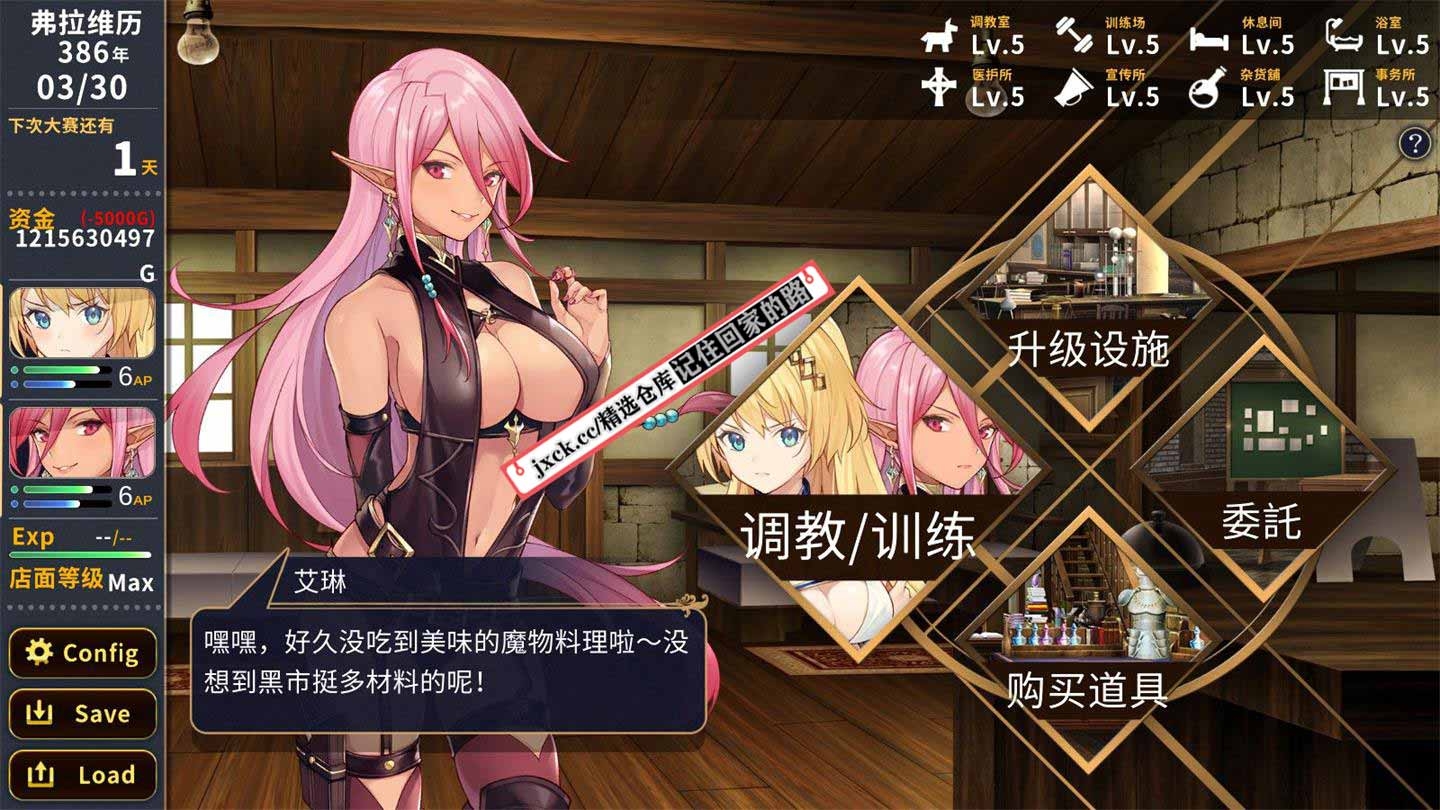 弗拉维历
386年
03/30
下次大赛还有
1天
资金 (-5000G)
1215630497
G
6AP
6AP
Exp --/--
店面等级 Max
Config
Save
Load
调教室
Lv.5
训练场
Lv.5
休息间
Lv.5
浴室
Lv.5
医护所
Lv.5
宣传所
Lv.5
杂货舖
Lv.5
事务所
Lv.5
?
升级设施
调教/训练
委託
购买道具
jxck.cc/精选仓库 记住回家的路
艾琳
嘿嘿，好久没吃到美味的魔物料理啦～没
想到黑市挺多材料的呢！